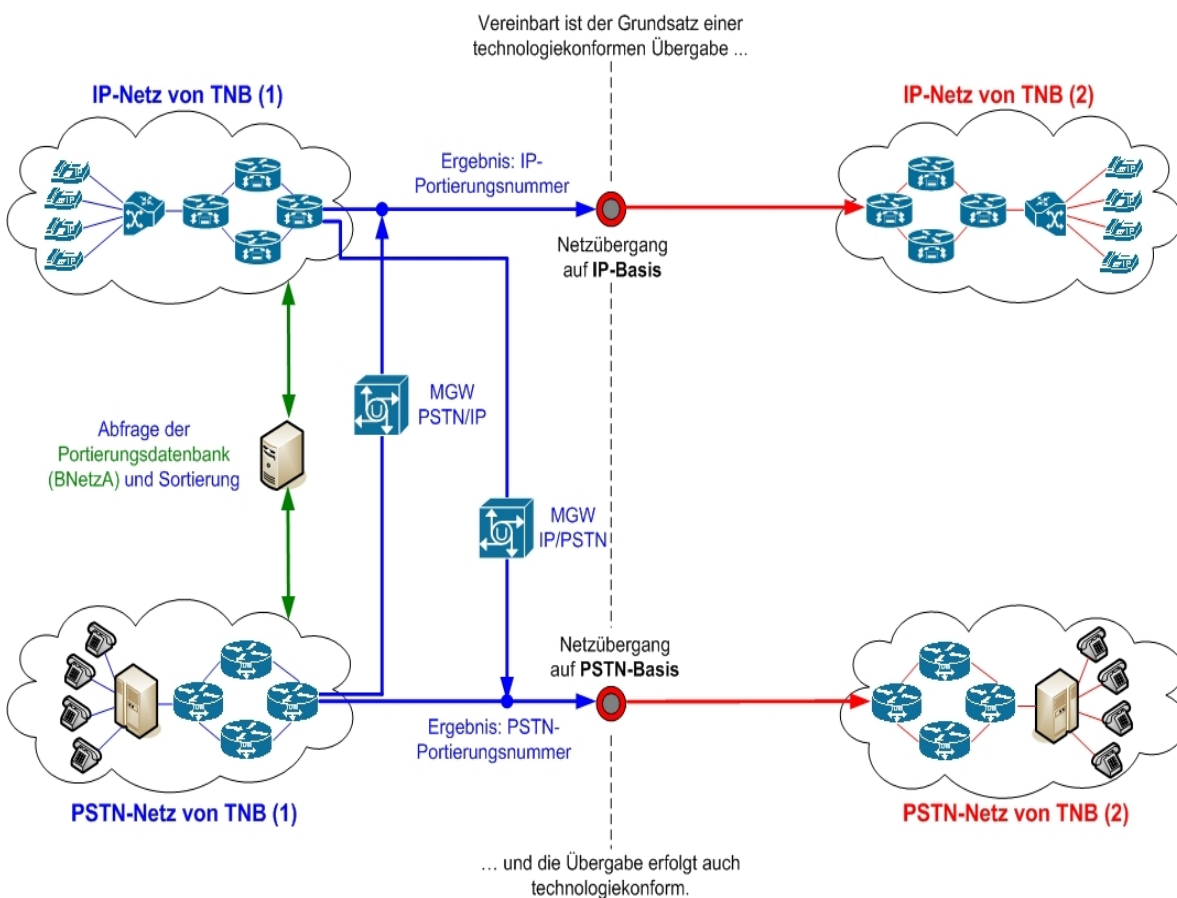 Vereinbart ist der Grundsatz einer
technologiekonformen Übergabe ...
IP-Netz von TNB (1)
IP-Netz von TNB (2)
Ergebnis: IP-
Portierungsnummer
Netzübergang
auf IP-Basis
MGW
PSTN/IP
Abfrage der
Portierungsdatenbank
(BNetzA) und Sortierung
MGW
IP/PSTN
Netzübergang
auf PSTN-Basis
Ergebnis: PSTN-
Portierungsnummer
PSTN-Netz von TNB (1)
PSTN-Netz von TNB (2)
... und die Übergabe erfolgt auch
technologiekonform.